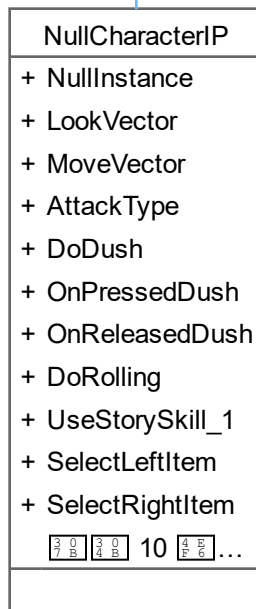 NullCharacterIP
+ NullInstance
+ LookVector
+ MoveVector
+ AttackType
+ DoDush
+ OnPressedDush
+ OnReleasedDush
+ DoRolling
+ UseStorySkill_1
+ SelectLeftItem
+ SelectRightItem
10 ...